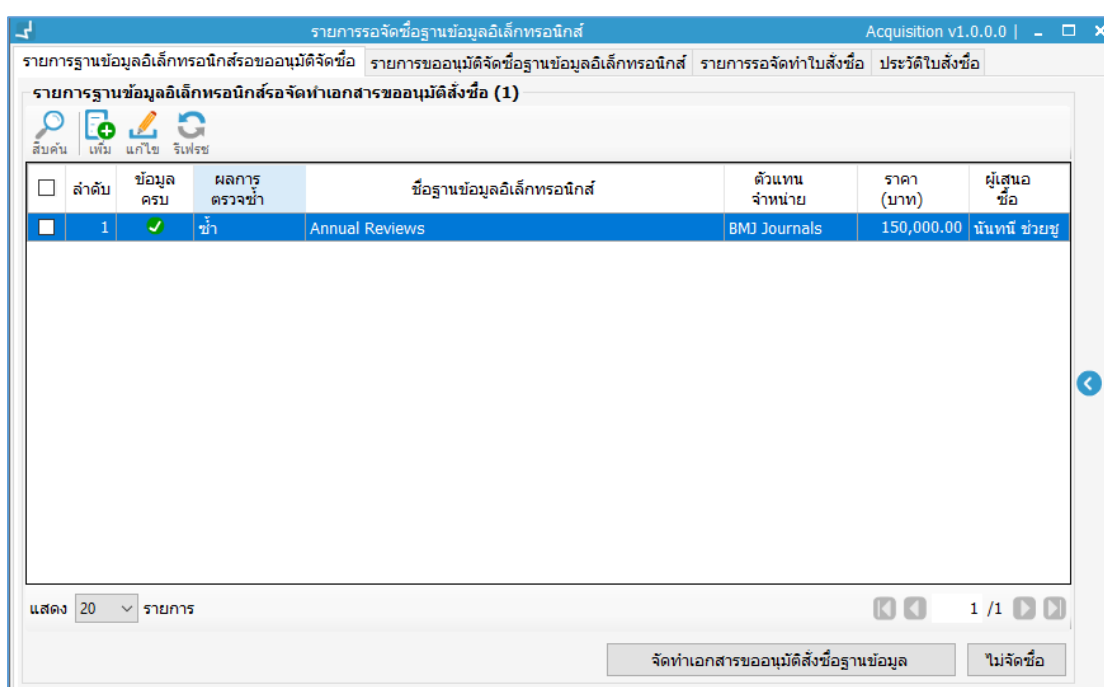 รายการรอจัดซื้อฐานข้อมูลอิเล็กทรอนิกส์ Acquisition v1.0.0.0 |
รายการฐานข้อมูลอิเล็กทรอนิกส์รอขออนุมัติจัดซื้อ รายการขออนุมัติจัดซื้อฐานข้อมูลอิเล็กทรอนิกส์ รายการรอจัดทำใบสั่งซื้อ ประวัติใบสั่งซื้อ
รายการฐานข้อมูลอิเล็กทรอนิกส์รอจัดทำเอกสารขออนุมัติสั่งซื้อ (1)
สืบค้น เพิ่ม แก้ไข รีเฟรช
ลำดับ ข้อมูลครบ ผลการตรวจซ้ำ ชื่อฐานข้อมูลอิเล็กทรอนิกส์ ตัวแทนจำหน่าย ราคา (บาท) ผู้เสนอซื้อ
1 ซ้ำ Annual Reviews BMJ Journals 150,000.00 นันทนี ช่วยชู
แสดง 20 รายการ 1 /1
จัดทำเอกสารขออนุมัติสั่งซื้อฐานข้อมูล ไม่จัดซื้อ